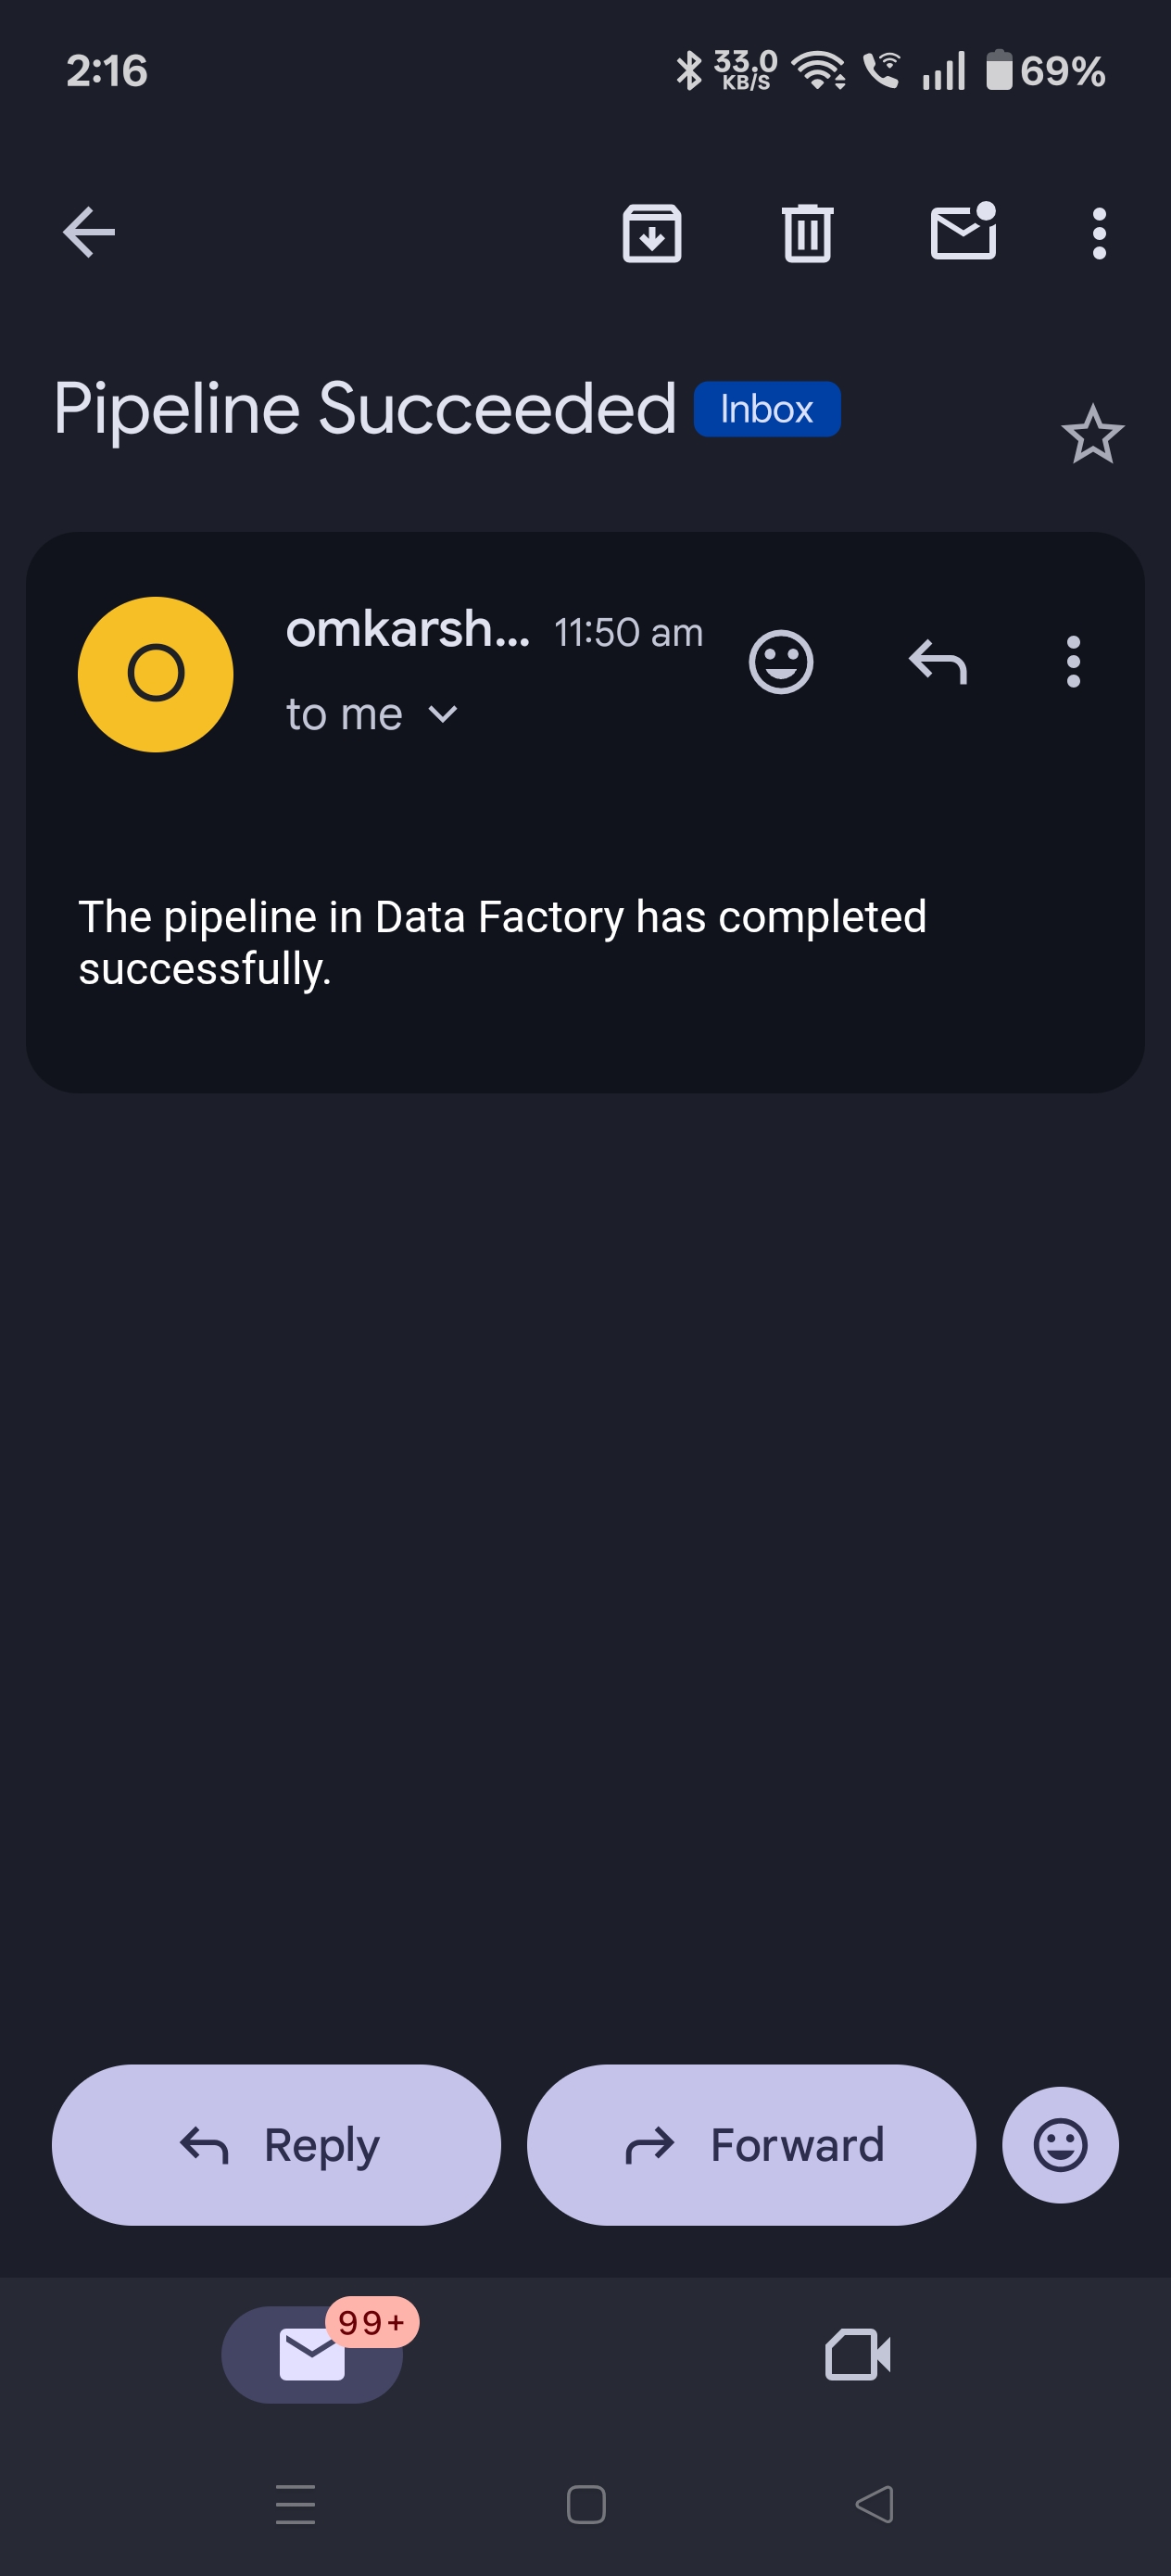 2:16 33.0 KB/S 69%
Pipeline Succeeded Inbox
O
omkarsh... 11:50 am
to me
The pipeline in Data Factory has completed
successfully.
Reply Forward
99+